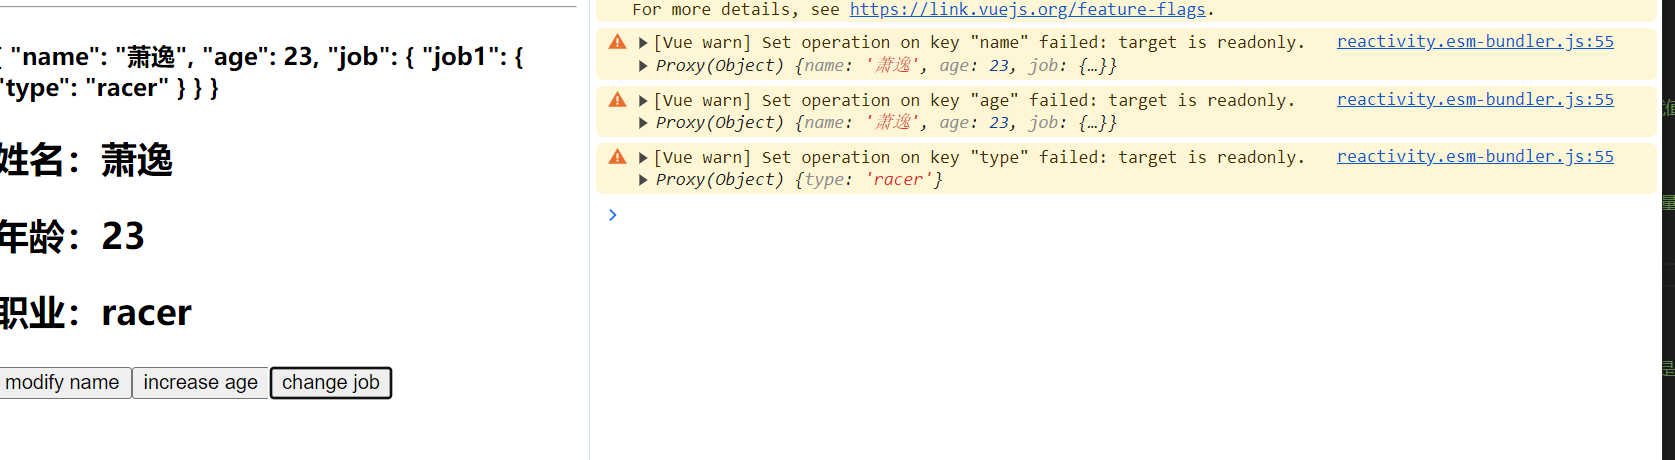 { "name": "萧逸", "age": 23, "job": { "job1": {
"type": "racer" } } }
姓名：萧逸
年龄：23
职业：racer
modify name increase age change job
For more details, see https://link.vuejs.org/feature-flags.
[Vue warn] Set operation on key "name" failed: target is readonly. reactivity.esm-bundler.js:55
Proxy(Object) {name: '萧逸', age: 23, job: {…}}
[Vue warn] Set operation on key "age" failed: target is readonly. reactivity.esm-bundler.js:55
Proxy(Object) {name: '萧逸', age: 23, job: {…}}
[Vue warn] Set operation on key "type" failed: target is readonly. reactivity.esm-bundler.js:55
Proxy(Object) {type: 'racer'}
量
是